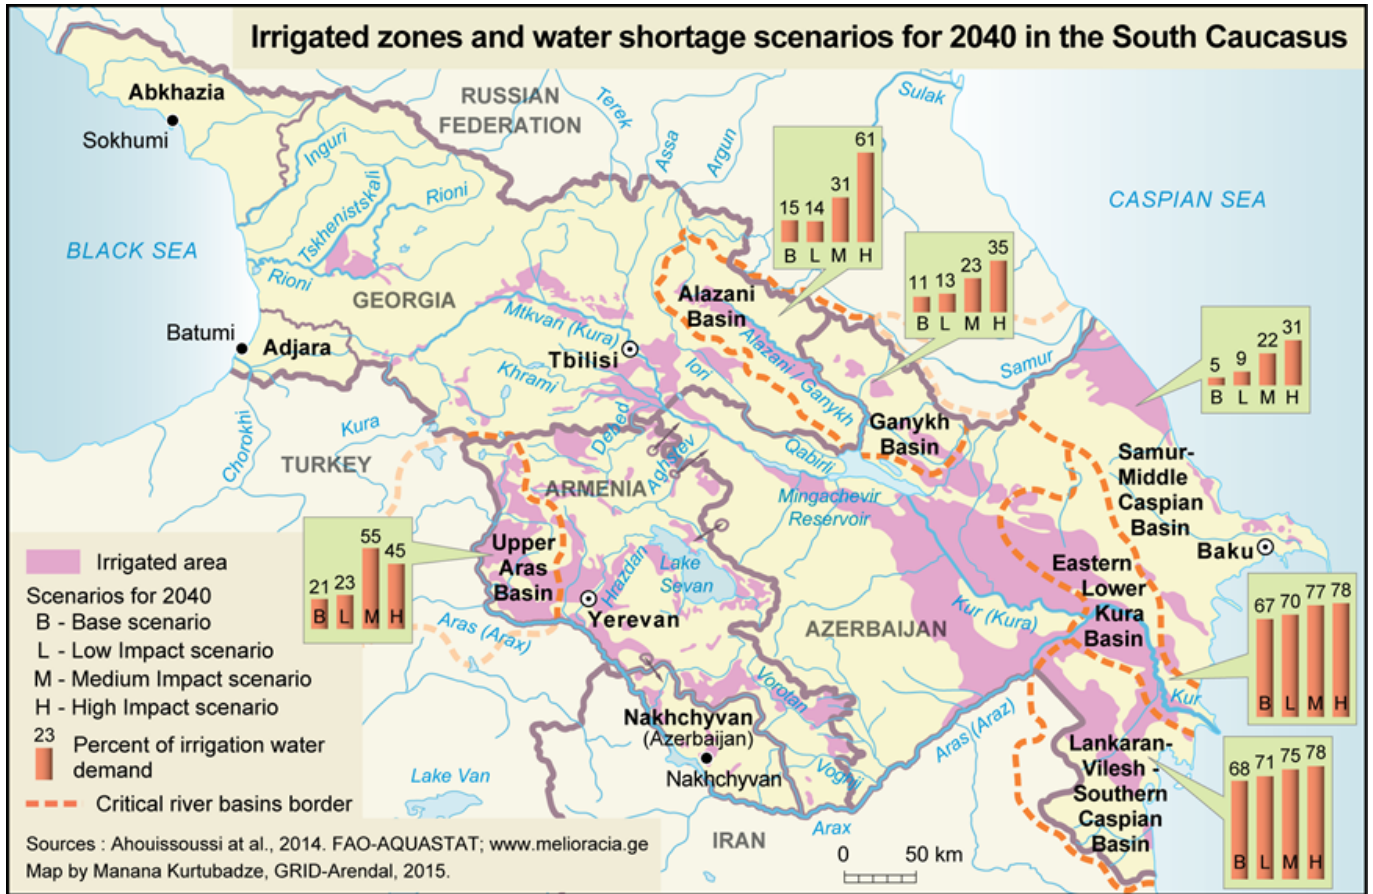 Irrigated zones and water shortage scenarios for 2040 in the South Caucasus
Abkhazia
Sokhumi
RUSSIAN
FEDERATION
Terek
Assa
Argun
Sulak
CASPIAN SEA
BLACK SEA
Inguri
Tskhenistskali
Rioni
Rioni
GEORGIA
Batumi
Adjara
Mtkvari (Kura)
Tbilisi
Khrami
Iori
Alazani
Basin
Alazani / Ganykh
15 14 31 61
B L M H
11 13 23 35
B L M H
5 9 22 31
B L M H
Samur
Ganykh
Basin
Chorokhi
Kura
TURKEY
Debed
Aghstev
ARMENIA
Qabirli
Mingachevir
Reservoir
Samur-
Middle
Caspian
Basin
Baku
21 23 55 45
B L M H
Upper
Aras
Basin
Hrazdan
Lake
Sevan
Yerevan
Aras (Arax)
AZERBAIJAN
Kur (Kura)
Eastern
Lower
Kura
Basin
67 70 77 78
B L M H
Kur
Nakhchyvan
(Azerbaijan)
Nakhchyvan
Vorotan
Voghji
Aras (Araz)
Arax
Lake Van
IRAN
Lankaran-
Vilesh -
Southern
Caspian
Basin
68 71 75 78
B L M H
0 50 km
Irrigated area
Scenarios for 2040
B - Base scenario
L - Low Impact scenario
M - Medium Impact scenario
H - High Impact scenario
23
Percent of irrigation water
demand
Critical river basins border
Sources : Ahouissoussi at al., 2014. FAO-AQUASTAT; www.melioracia.ge
Map by Manana Kurtubadze, GRID-Arendal, 2015.